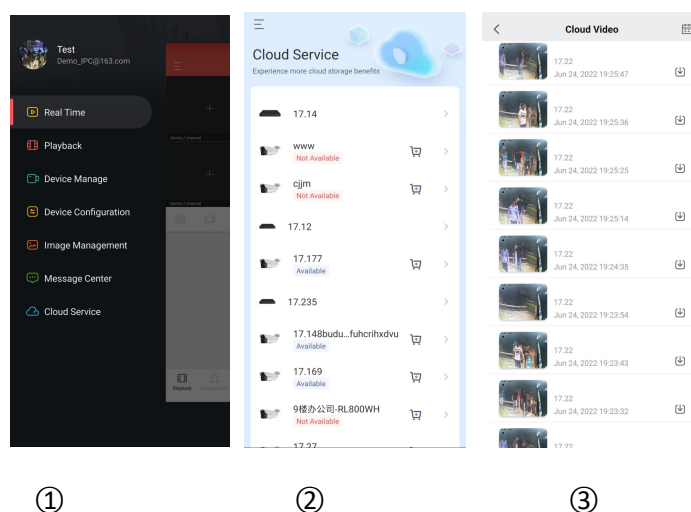 Test
Demo_IPC@163.com
Real Time
Playback
Device Manage
Device Configuration
Image Management
Message Center
Cloud Service
device / channel
device / channel
Playback
①
Cloud Service
Experience more cloud storage benefits
17.14
www
Not Available
cjjm
Not Available
17.12
17.177
Available
17.235
17.148budu...fuhcrihxdvu
Available
17.169
Available
9楼办公司-RL800WH
Not Available
17.27
②
Cloud Video
17.22
Jun 24, 2022 19:25:47
17.22
Jun 24, 2022 19:25:36
17.22
Jun 24, 2022 19:25:25
17.22
Jun 24, 2022 19:25:14
17.22
Jun 24, 2022 19:24:35
17.22
Jun 24, 2022 19:23:54
17.22
Jun 24, 2022 19:23:43
17.22
Jun 24, 2022 19:23:32
17.22
③